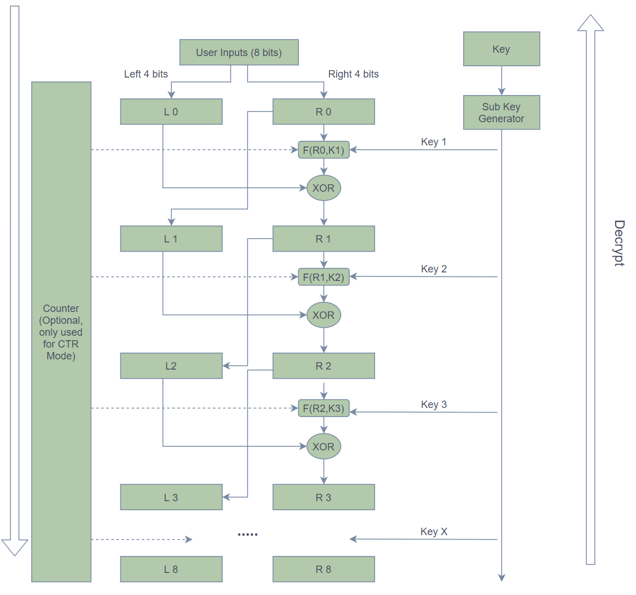 User Inputs (8 bits)
Key
Left 4 bits
Right 4 bits
L 0
R 0
Sub Key
Generator
F(R0,K1)
Key 1
XOR
L 1
R 1
Decrypt
F(R1,K2)
Key 2
XOR
Counter
(Optional,
only used
for CTR
Mode)
L2
R 2
F(R2,K3)
Key 3
XOR
L 3
R 3
.....
Key X
L 8
R 8